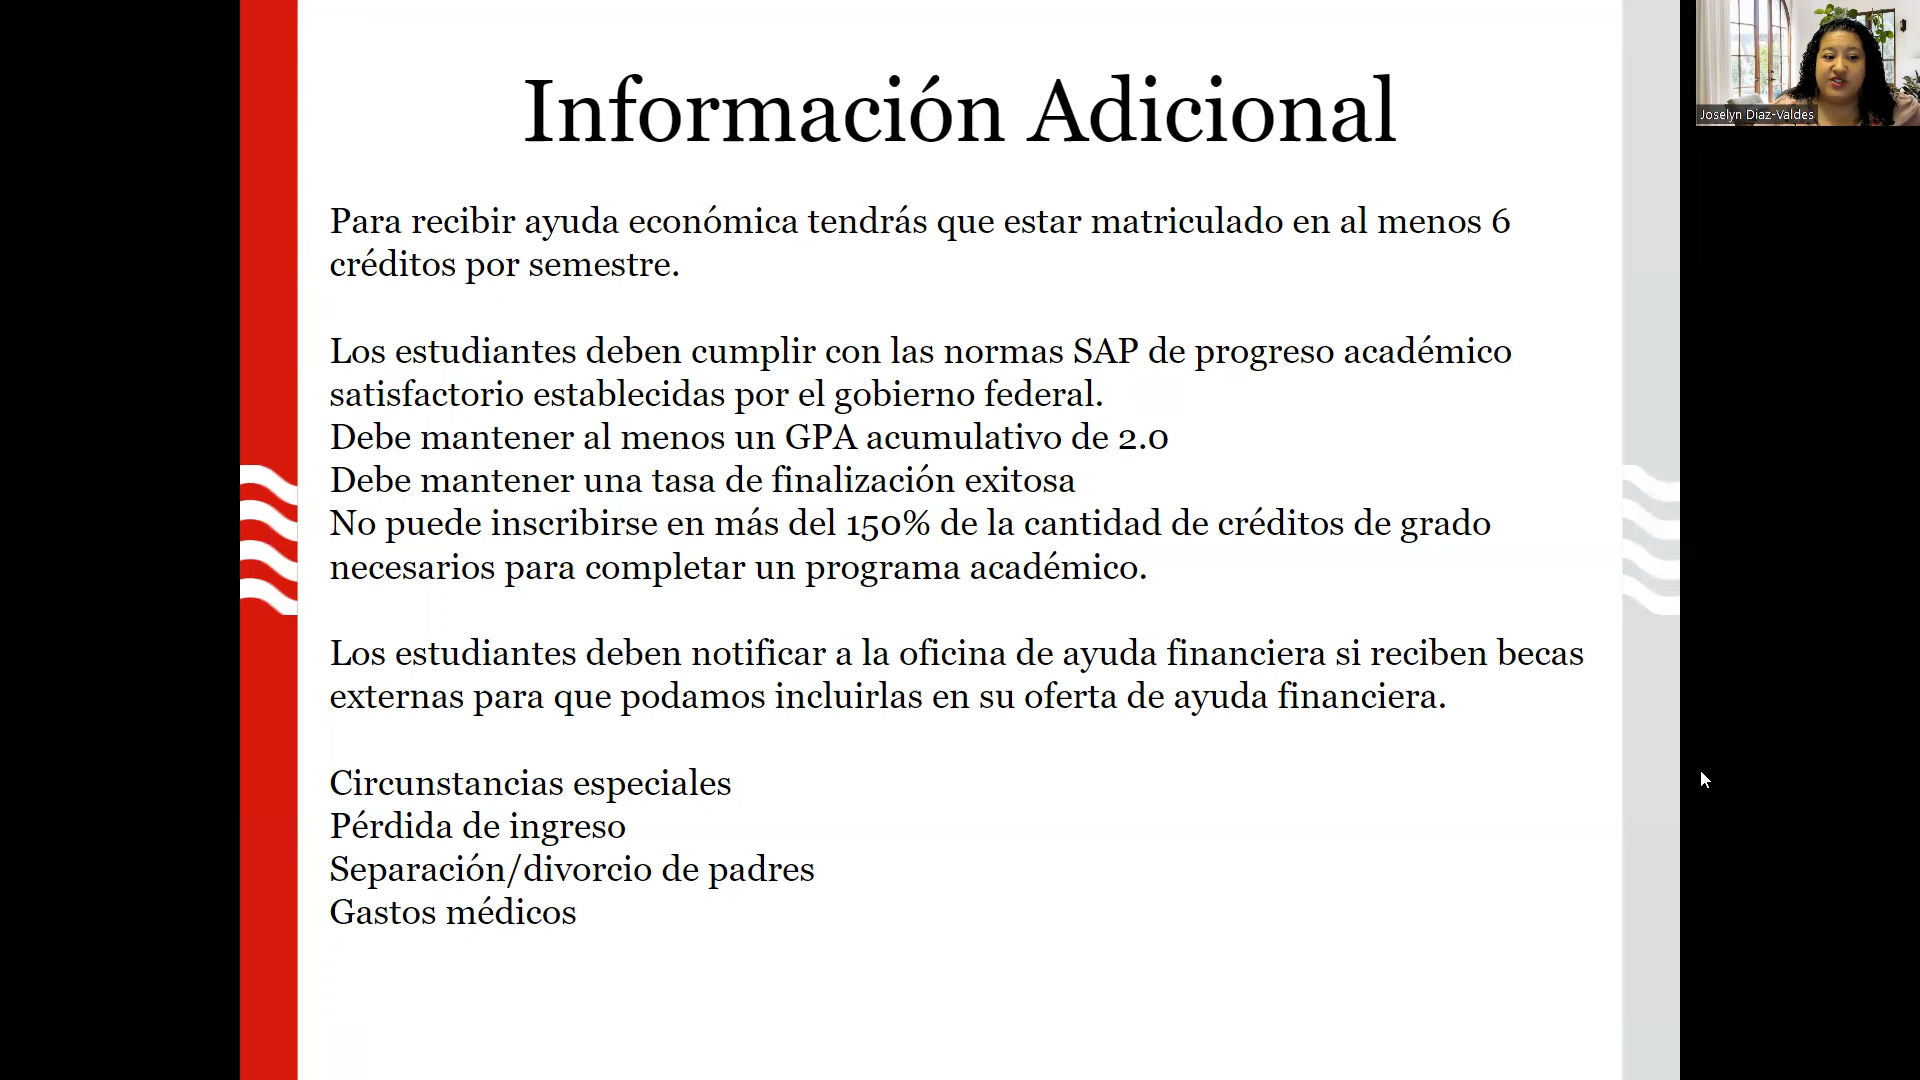 Información Adicional
Para recibir ayuda económica tendrás que estar matriculado en al menos 6
créditos por semestre.
Los estudiantes deben cumplir con las normas SAP de progreso académico
satisfactorio establecidas por el gobierno federal.
Debe mantener al menos un GPA acumulativo de 2.0
Debe mantener una tasa de finalización exitosa
No puede inscribirse en más del 150% de la cantidad de créditos de grado
necesarios para completar un programa académico.
Los estudiantes deben notificar a la oficina de ayuda financiera si reciben becas
externas para que podamos incluirlas en su oferta de ayuda financiera.
Circunstancias especiales
Pérdida de ingreso
Separación/divorcio de padres
Gastos médicos
Joselyn Diaz-Valdes